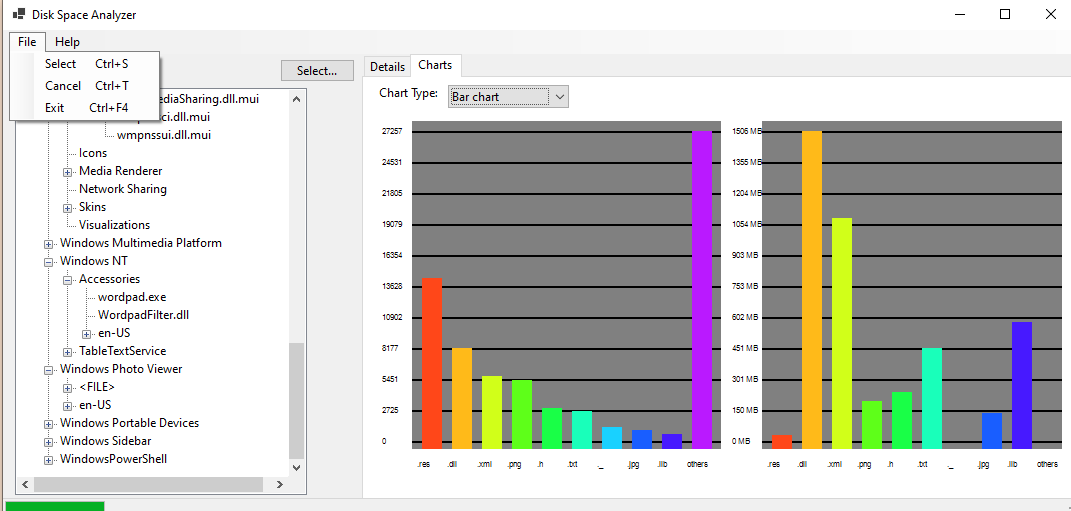 Disk Space Analyzer
File Help
Select Ctrl+S
Cancel Ctrl+T
Exit Ctrl+F4
Select...
Details Charts
Chart Type: Bar chart
ediaSharing.dll.mui
ci.dll.mui
wmpnssui.dll.mui
Icons
Media Renderer
Network Sharing
Skins
Visualizations
Windows Multimedia Platform
Windows NT
Accessories
wordpad.exe
WordpadFilter.dll
en-US
TableTextService
Windows Photo Viewer
<FILE>
en-US
Windows Portable Devices
Windows Sidebar
WindowsPowerShell
27257
24531
21805
19079
16354
13628
10902
8177
5451
2725
0
.res .dll .xml .png .h .txt ._ .jpg .lib others
1506 MB
1355 MB
1204 MB
1054 MB
903 MB
753 MB
602 MB
451 MB
301 MB
150 MB
0 MB
.res .dll .xml .png .h .txt ._ .jpg .lib others